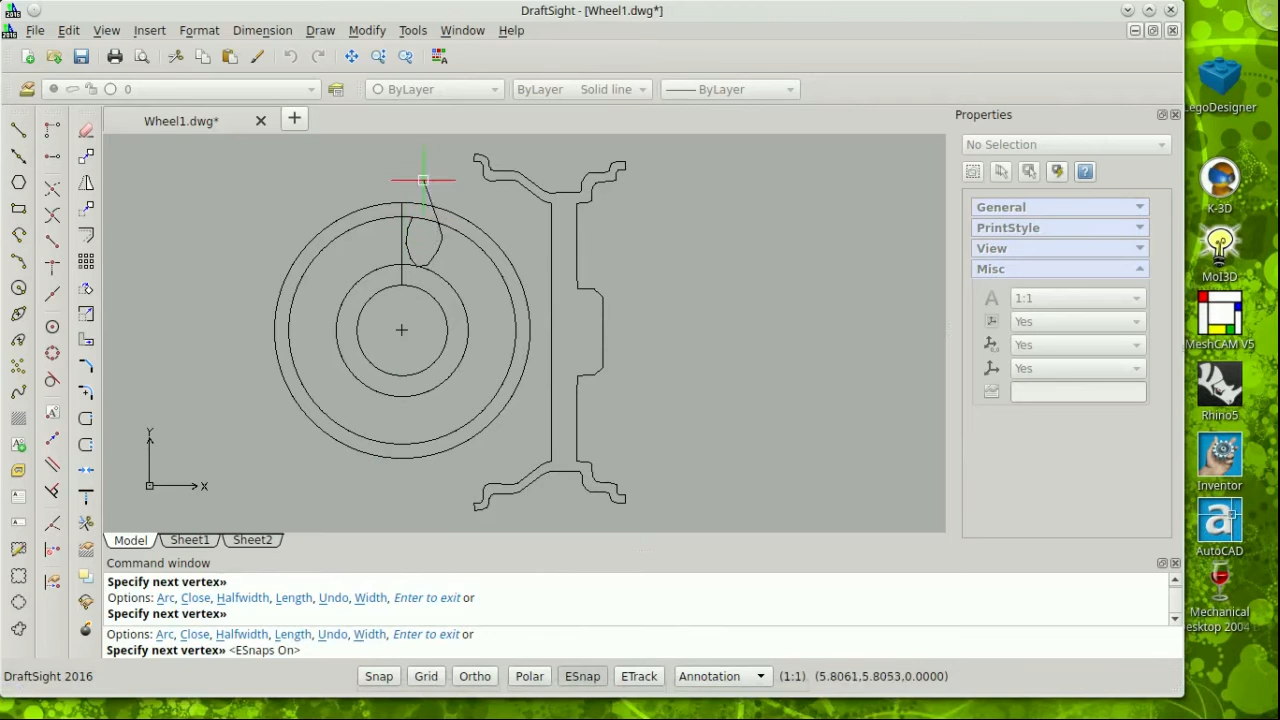 DraftSight - [Wheel1.dwg*]
File Edit View Insert Format Dimension Draw Modify Tools Window Help
0 ByLayer ByLayer Solid line ByLayer
Wheel1.dwg*
Properties
No Selection
General
PrintStyle
View
Misc
1:1
Yes
Yes
Yes
Y
X
Model Sheet1 Sheet2
Command window
Specify next vertex»
Options: Arc, Close, Halfwidth, Length, Undo, Width, Enter to exit or
Specify next vertex»
Options: Arc, Close, Halfwidth, Length, Undo, Width, Enter to exit or
Specify next vertex» <ESnaps On>
DraftSight 2016 Snap Grid Ortho Polar ESnap ETrack Annotation (1:1) (5.8061,5.8053,0.0000)
LegoDesigner
K-3D
MoI3D
MeshCAM V5
Rhino5
Inventor
AutoCAD
Mechanical
Desktop 2004